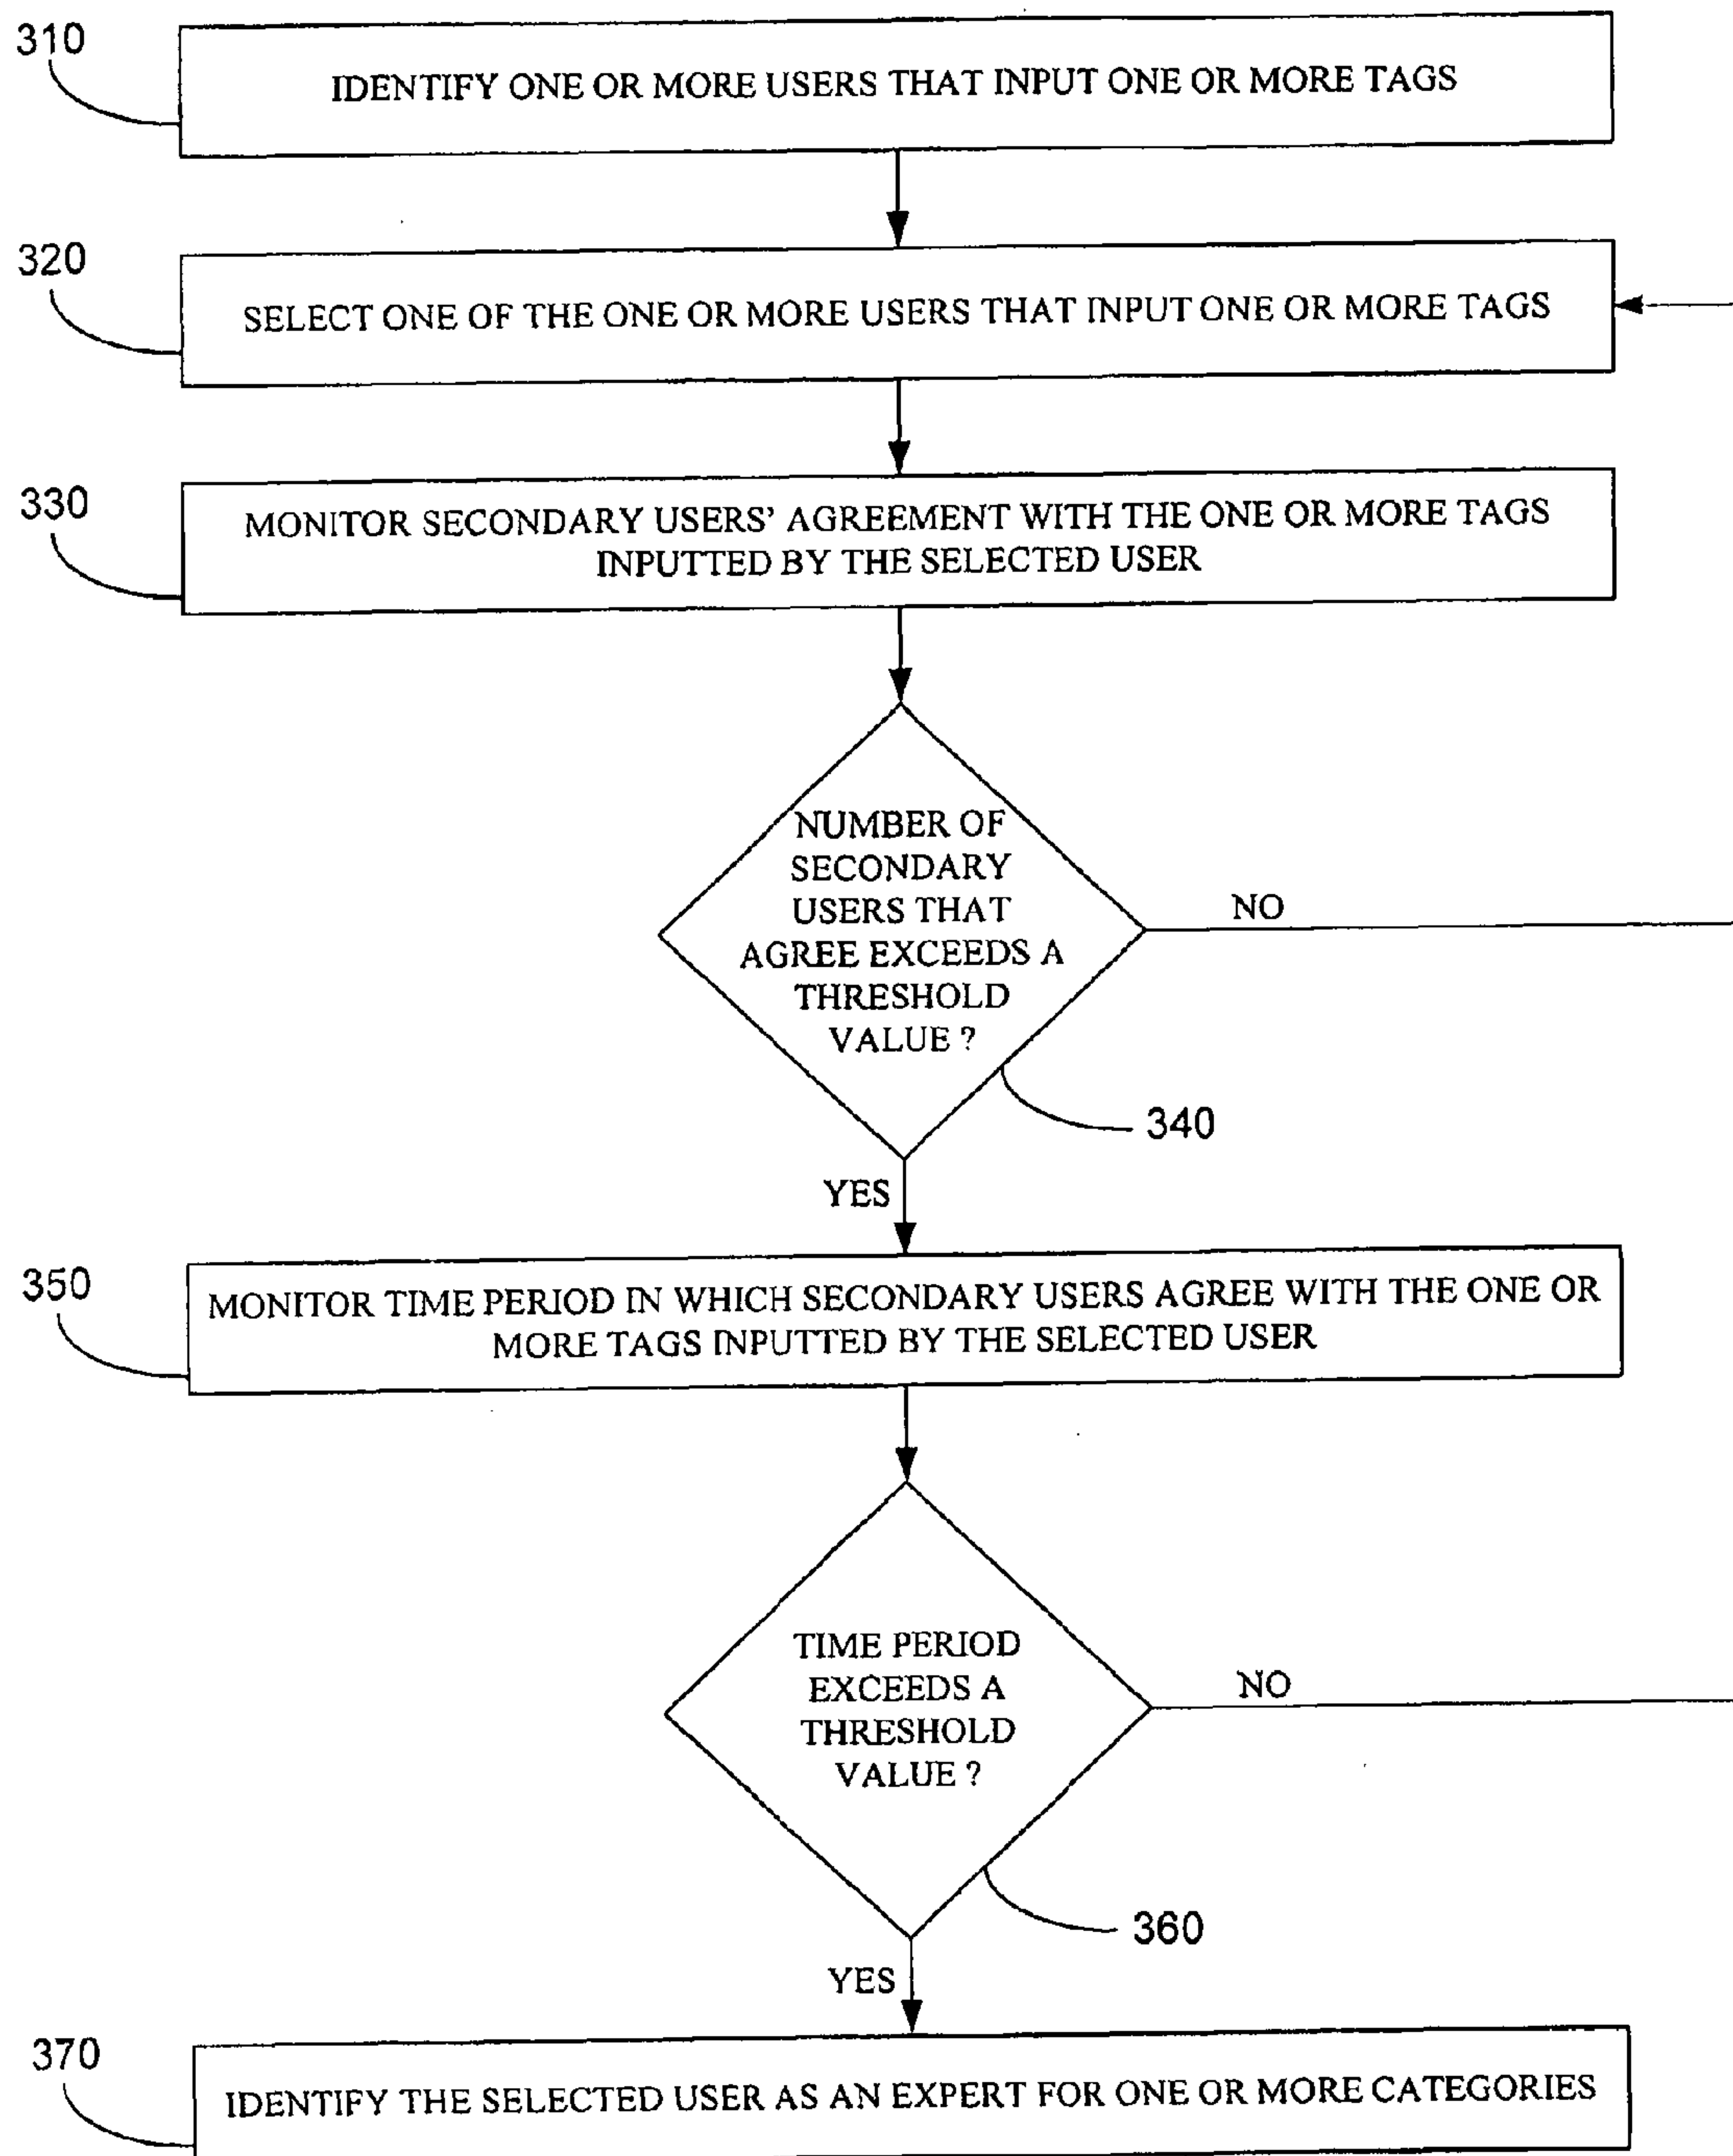 310
IDENTIFY ONE OR MORE USERS THAT INPUT ONE OR MORE TAGS
320
SELECT ONE OF THE ONE OR MORE USERS THAT INPUT ONE OR MORE TAGS
330
MONITOR SECONDARY USERS' AGREEMENT WITH THE ONE OR MORE TAGS
INPUTTED BY THE SELECTED USER
NUMBER OF
SECONDARY
USERS THAT
AGREE EXCEEDS A
THRESHOLD
VALUE ?
NO
340
YES
350
MONITOR TIME PERIOD IN WHICH SECONDARY USERS AGREE WITH THE ONE OR
MORE TAGS INPUTTED BY THE SELECTED USER
TIME PERIOD
EXCEEDS A
THRESHOLD
VALUE ?
NO
360
YES
370
IDENTIFY THE SELECTED USER AS AN EXPERT FOR ONE OR MORE CATEGORIES